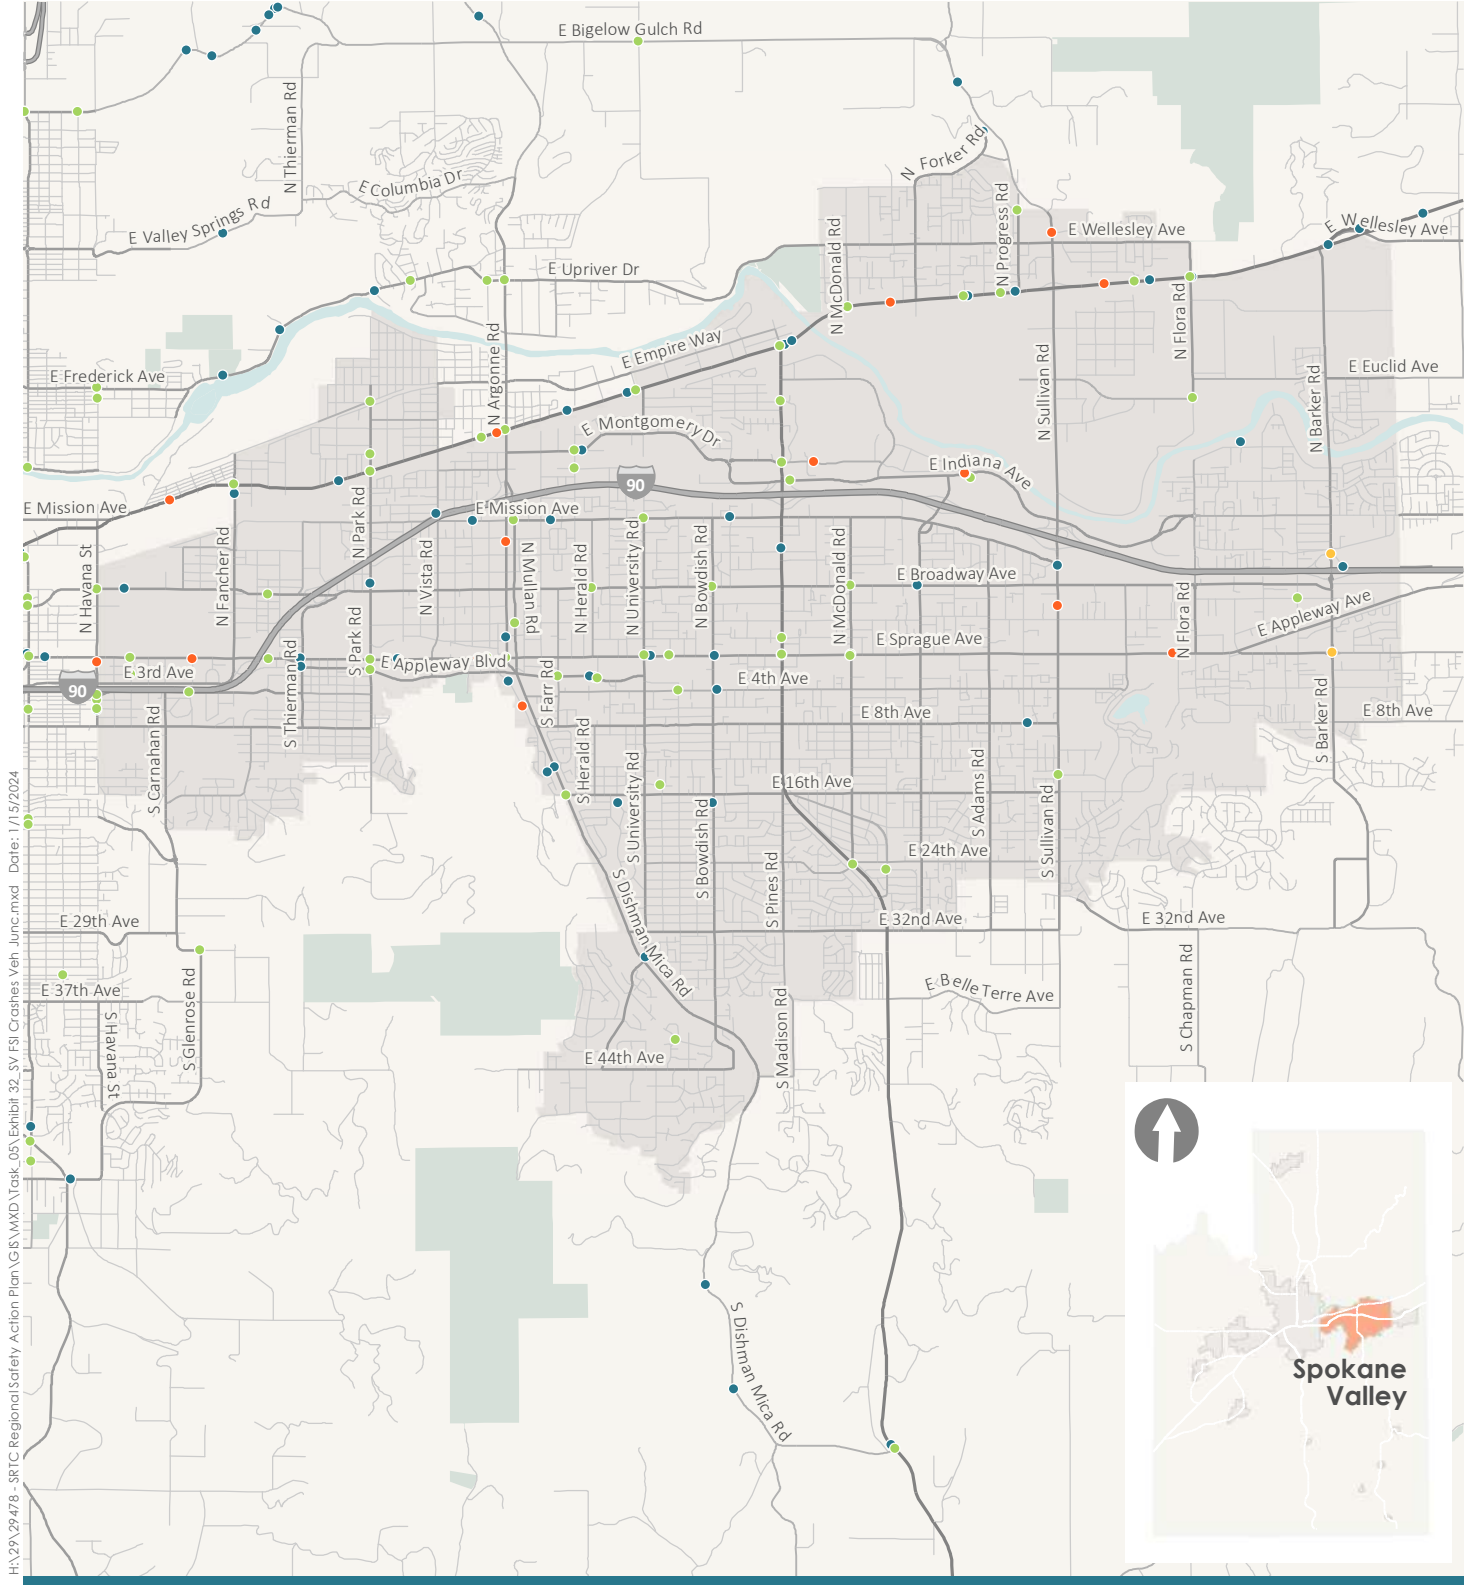 E Bigelow Gulch Rd
N Thierman Rd
N Forker Rd
E Columbia Dr
E Valley Springs Rd
N Progress Rd
N McDonald Rd
E Wellesley Ave
E Wellesley Ave
E Upriver Dr
N Flora Rd
N Argonne Rd
E Empire Way
N Sullivan Rd
E Frederick Ave
E Euclid Ave
N Barker Rd
E Montgomery Dr
E Indiana Ave
90
E Mission Ave
E Mission Ave
N Park Rd
N Havana St
N Fancher Rd
N Vista Rd
N Mullan Rd
N Herald Rd
N University Rd
N Bowdish Rd
N McDonald Rd
E Broadway Ave
N Flora Rd
E Appleway Ave
E Sprague Ave
S Park Rd
E Appleway Blvd
E 3rd Ave
90
S Thierman Rd
S Farr Rd
E 4th Ave
E 8th Ave
E 8th Ave
S Barker Rd
S Carnahan Rd
S Herald Rd
S University Rd
E 16th Ave
S Bowdish Rd
S Adams Rd
S Sullivan Rd
E 24th Ave
S Pines Rd
S Dishman Mica Rd
E 29th Ave
E 32nd Ave
E 32nd Ave
E 37th Ave
S Havana St
S Glenrose Rd
E Belle Terre Ave
S Chapman Rd
S Madison Rd
E 44th Ave
S Dishman Mica Rd
Spokane
Valley
H:\29\29478 - SRTC Regional Safety Action Plan\GIS\MXD\Task_05\Exhibit 32_SV FSI Crashes Veh Junc.mxd Date: 1/15/2024